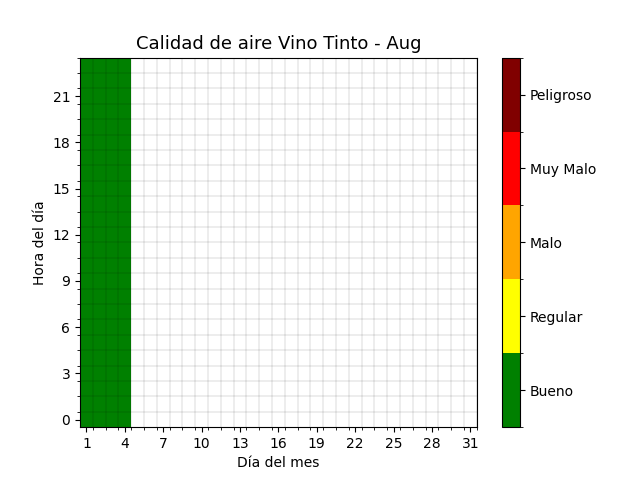 Calidad de aire Vino Tinto - Aug
Hora del día
21
18
15
12
9
6
3
0
1 4 7 10 13 16 19 22 25 28 31
Día del mes
Peligroso
Muy Malo
Malo
Regular
Bueno